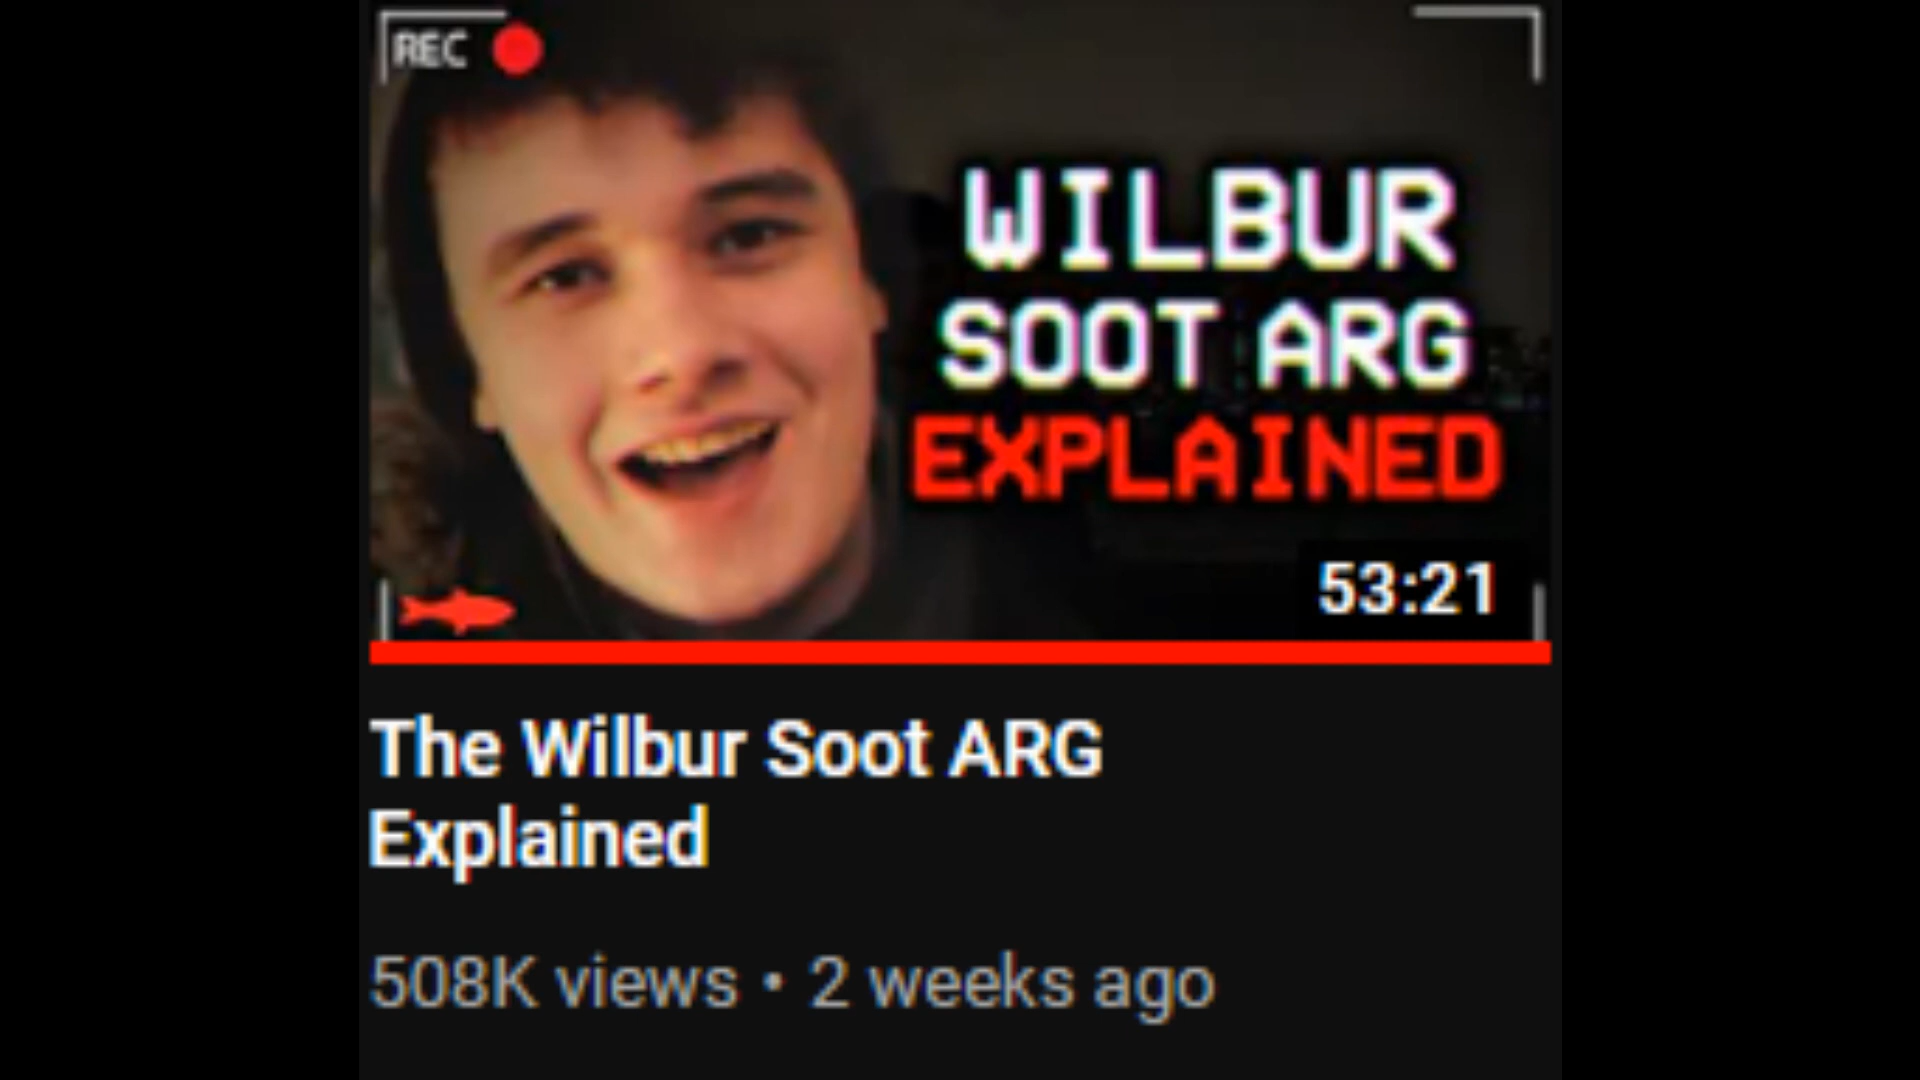 REC
WILBUR
SOOT ARG
EXPLAINED
53:21
The Wilbur Soot ARG
Explained
508K views • 2 weeks ago